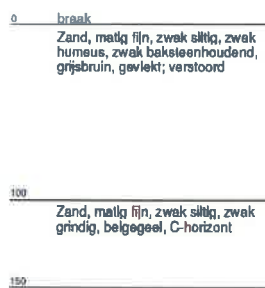 0 braak
Zand, matig fijn, zwak siltig, zwak
humeus, zwak baksteenhoudend,
grijsbruin, gevlekt; verstoord
100
Zand, matig fijn, zwak siltig, zwak
grindig, beigegeel, C-horizont
150